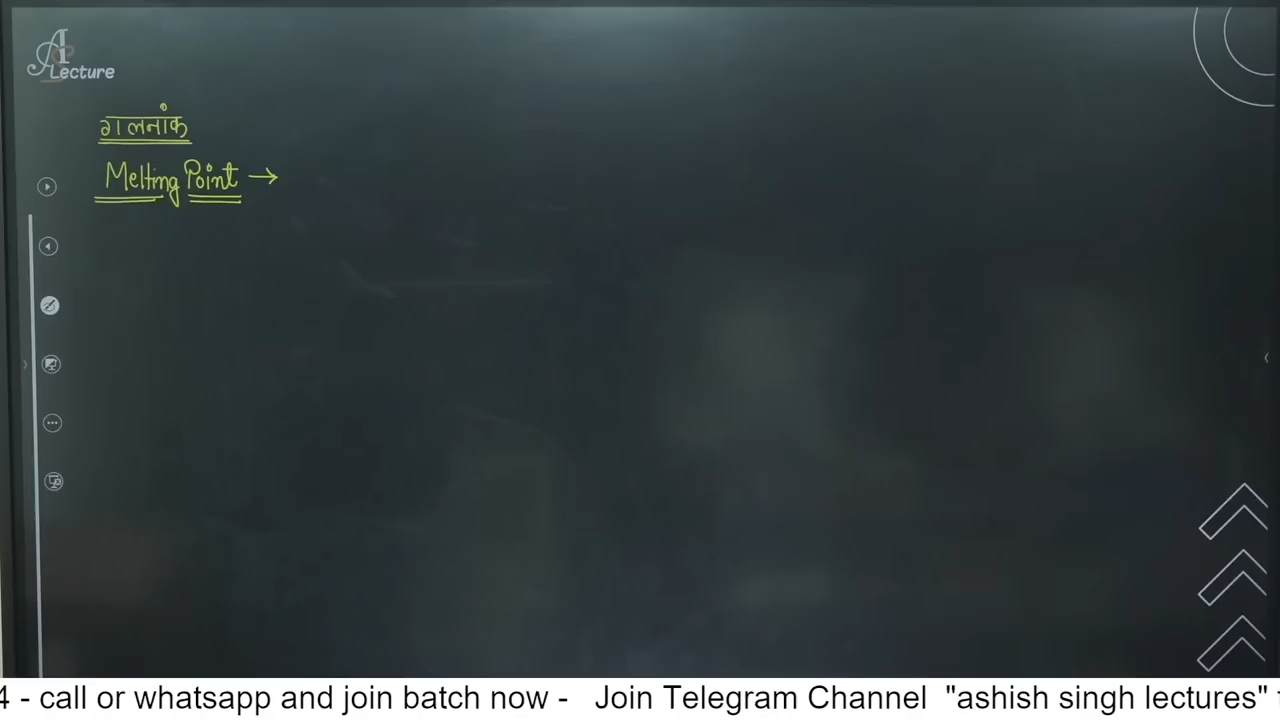 A Lecture
गलनांक
Melting Point →
4 - call or whatsapp and join batch now - Join Telegram Channel "ashish singh lectures"